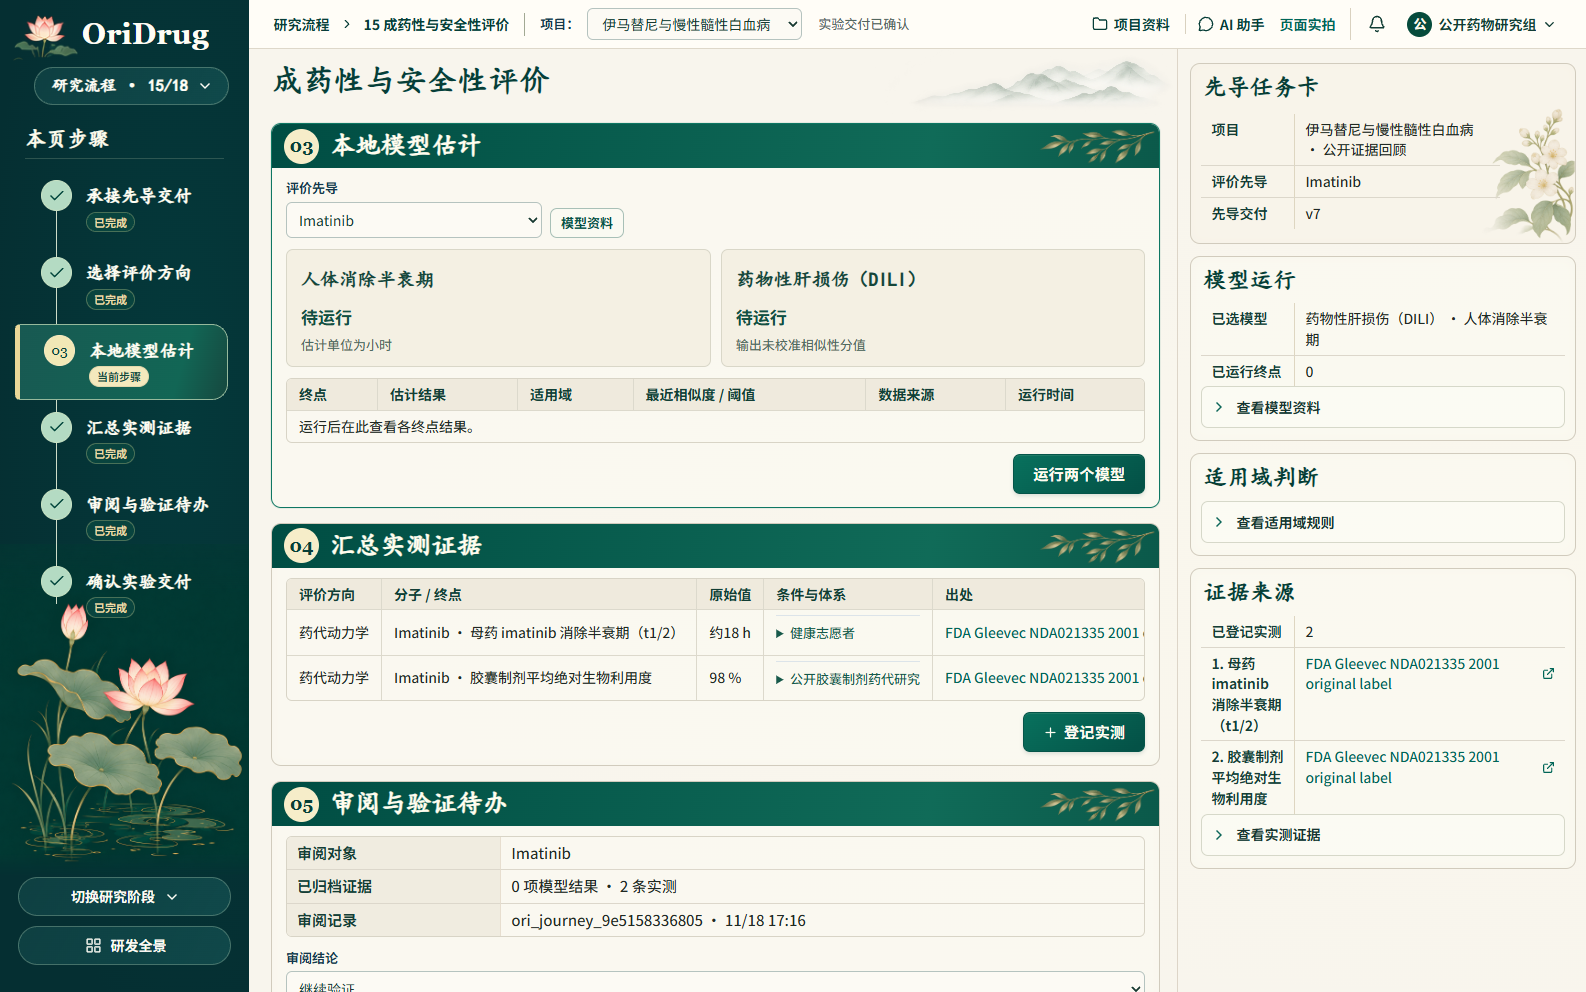 OriDrug
研究流程 • 15/18
本页步骤
承接先导交付
已完成
选择评价方向
已完成
03 本地模型估计
当前步骤
汇总实测证据
已完成
审阅与验证待办
已完成
确认实验交付
已完成
切换研究阶段
研发全景
研究流程 > 15 成药性与安全性评价 项目： 伊马替尼与慢性髓性白血病 实验交付已确认
项目资料 AI 助手 页面实拍 公 公开药物研究组
成药性与安全性评价
03 本地模型估计
评价先导
Imatinib 模型资料
人体消除半衰期
待运行
估计单位为小时
药物性肝损伤（DILI）
待运行
输出未校准相似性分值
终点 估计结果 适用域 最近相似度 / 阈值 数据来源 运行时间
运行后在此查看各终点结果。
运行两个模型
04 汇总实测证据
评价方向 分子 / 终点 原始值 条件与体系 出处
药代动力学 Imatinib • 母药 imatinib 消除半衰期（t1/2） 约18 h ▶ 健康志愿者 FDA Gleevec NDA021335 2001
药代动力学 Imatinib • 胶囊制剂平均绝对生物利用度 98 % ▶ 公开胶囊制剂药代研究 FDA Gleevec NDA021335 2001
+ 登记实测
05 审阅与验证待办
审阅对象 Imatinib
已归档证据 0 项模型结果 • 2 条实测
审阅记录 ori_journey_9e5158336805 • 11/18 17:16
审阅结论
继续验证
先导任务卡
项目 伊马替尼与慢性髓性白血病
• 公开证据回顾
评价先导 Imatinib
先导交付 v7
模型运行
已选模型 药物性肝损伤（DILI） • 人体消除半衰
期
已运行终点 0
查看模型资料
适用域判断
查看适用域规则
证据来源
已登记实测 2
1. 母药 FDA Gleevec NDA021335 2001
imatinib original label
消除半衰期
（t1/2）
2. 胶囊制剂 FDA Gleevec NDA021335 2001
平均绝对生 original label
物利用度
查看实测证据